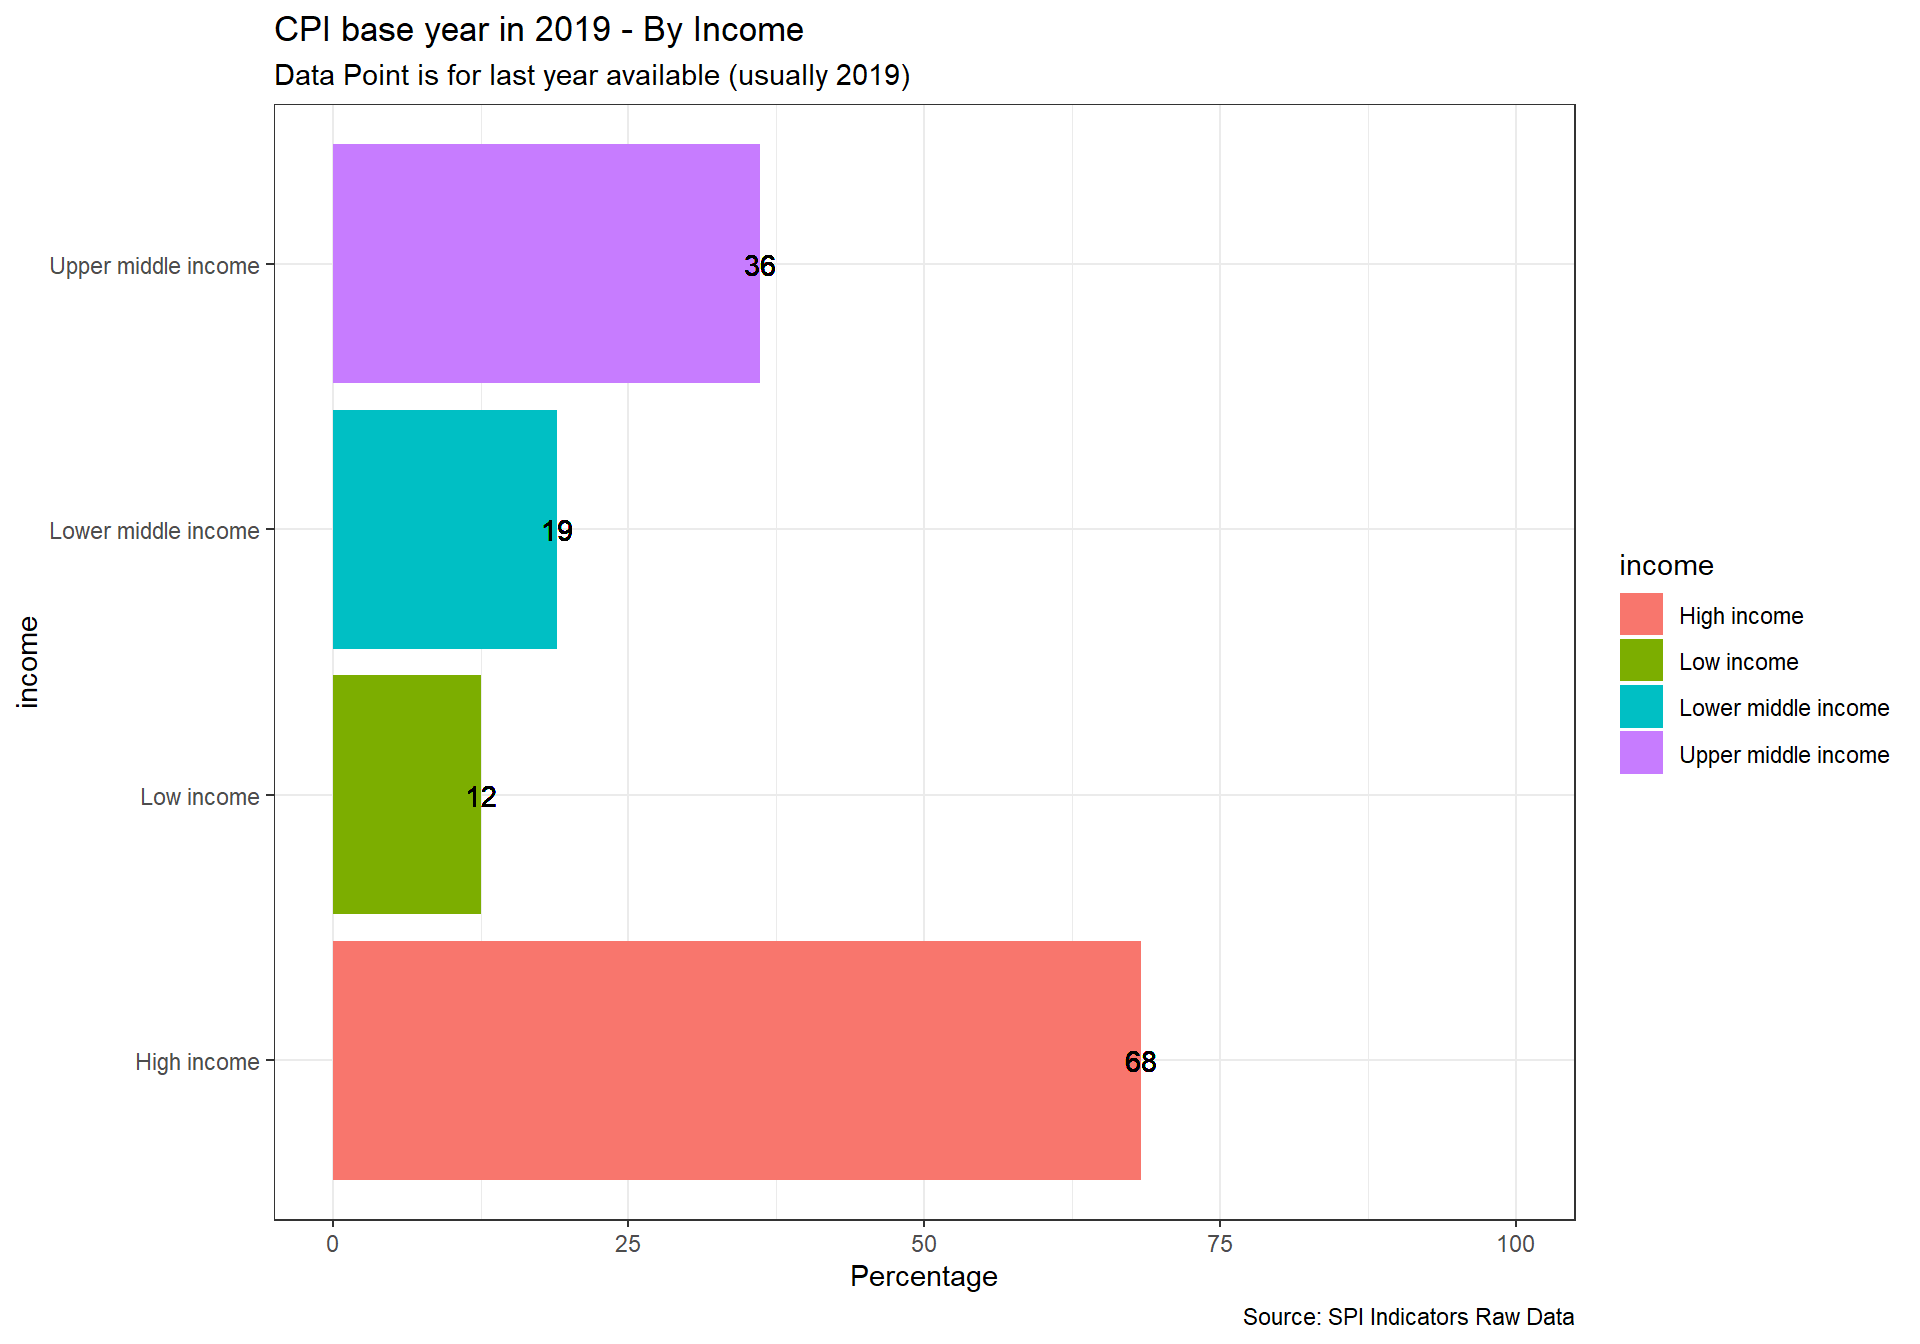 CPI base year in 2019 - By Income
Data Point is for last year available (usually 2019)
income
Upper middle income
36
Lower middle income
19
Low income
12
High income
68
0
25
50
75
100
Percentage
income
High income
Low income
Lower middle income
Upper middle income
Source: SPI Indicators Raw Data